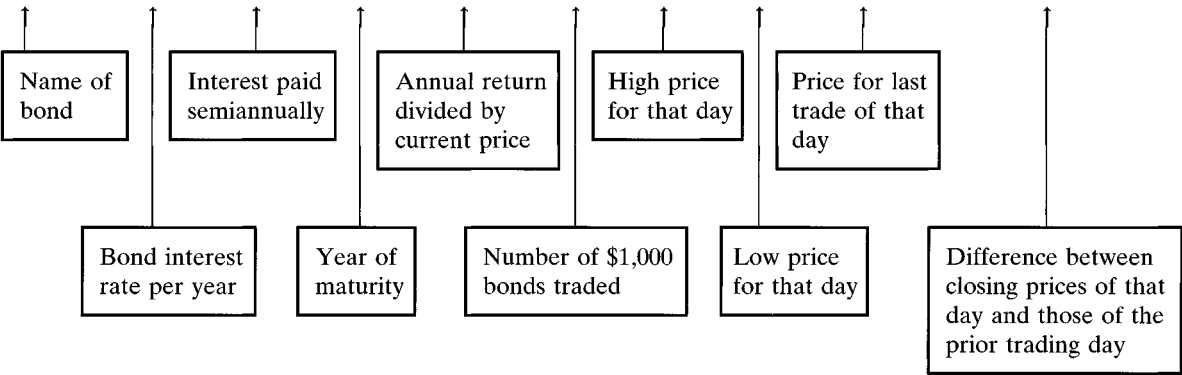 Name of
bond
Interest paid
semiannually
Annual return
divided by
current price
High price
for that day
Price for last
trade of that
day
Bond interest
rate per year
Year of
maturity
Number of $1,000
bonds traded
Low price
for that day
Difference between
closing prices of that
day and those of the
prior trading day